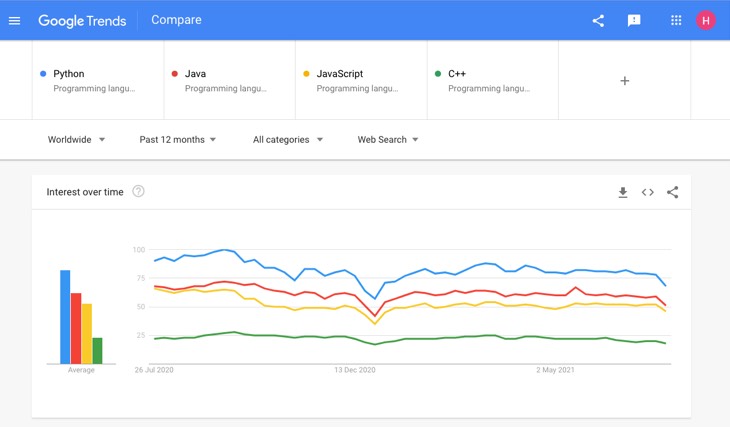 Google Trends Compare
H
Python Java JavaScript C++
Programming langu... Programming langu... Programming langu... Programming langu...
+
Worldwide Past 12 months All categories Web Search
Interest over time ?
<>
100
75
50
25
Average 26 Jul 2020 13 Dec 2020 2 May 2021